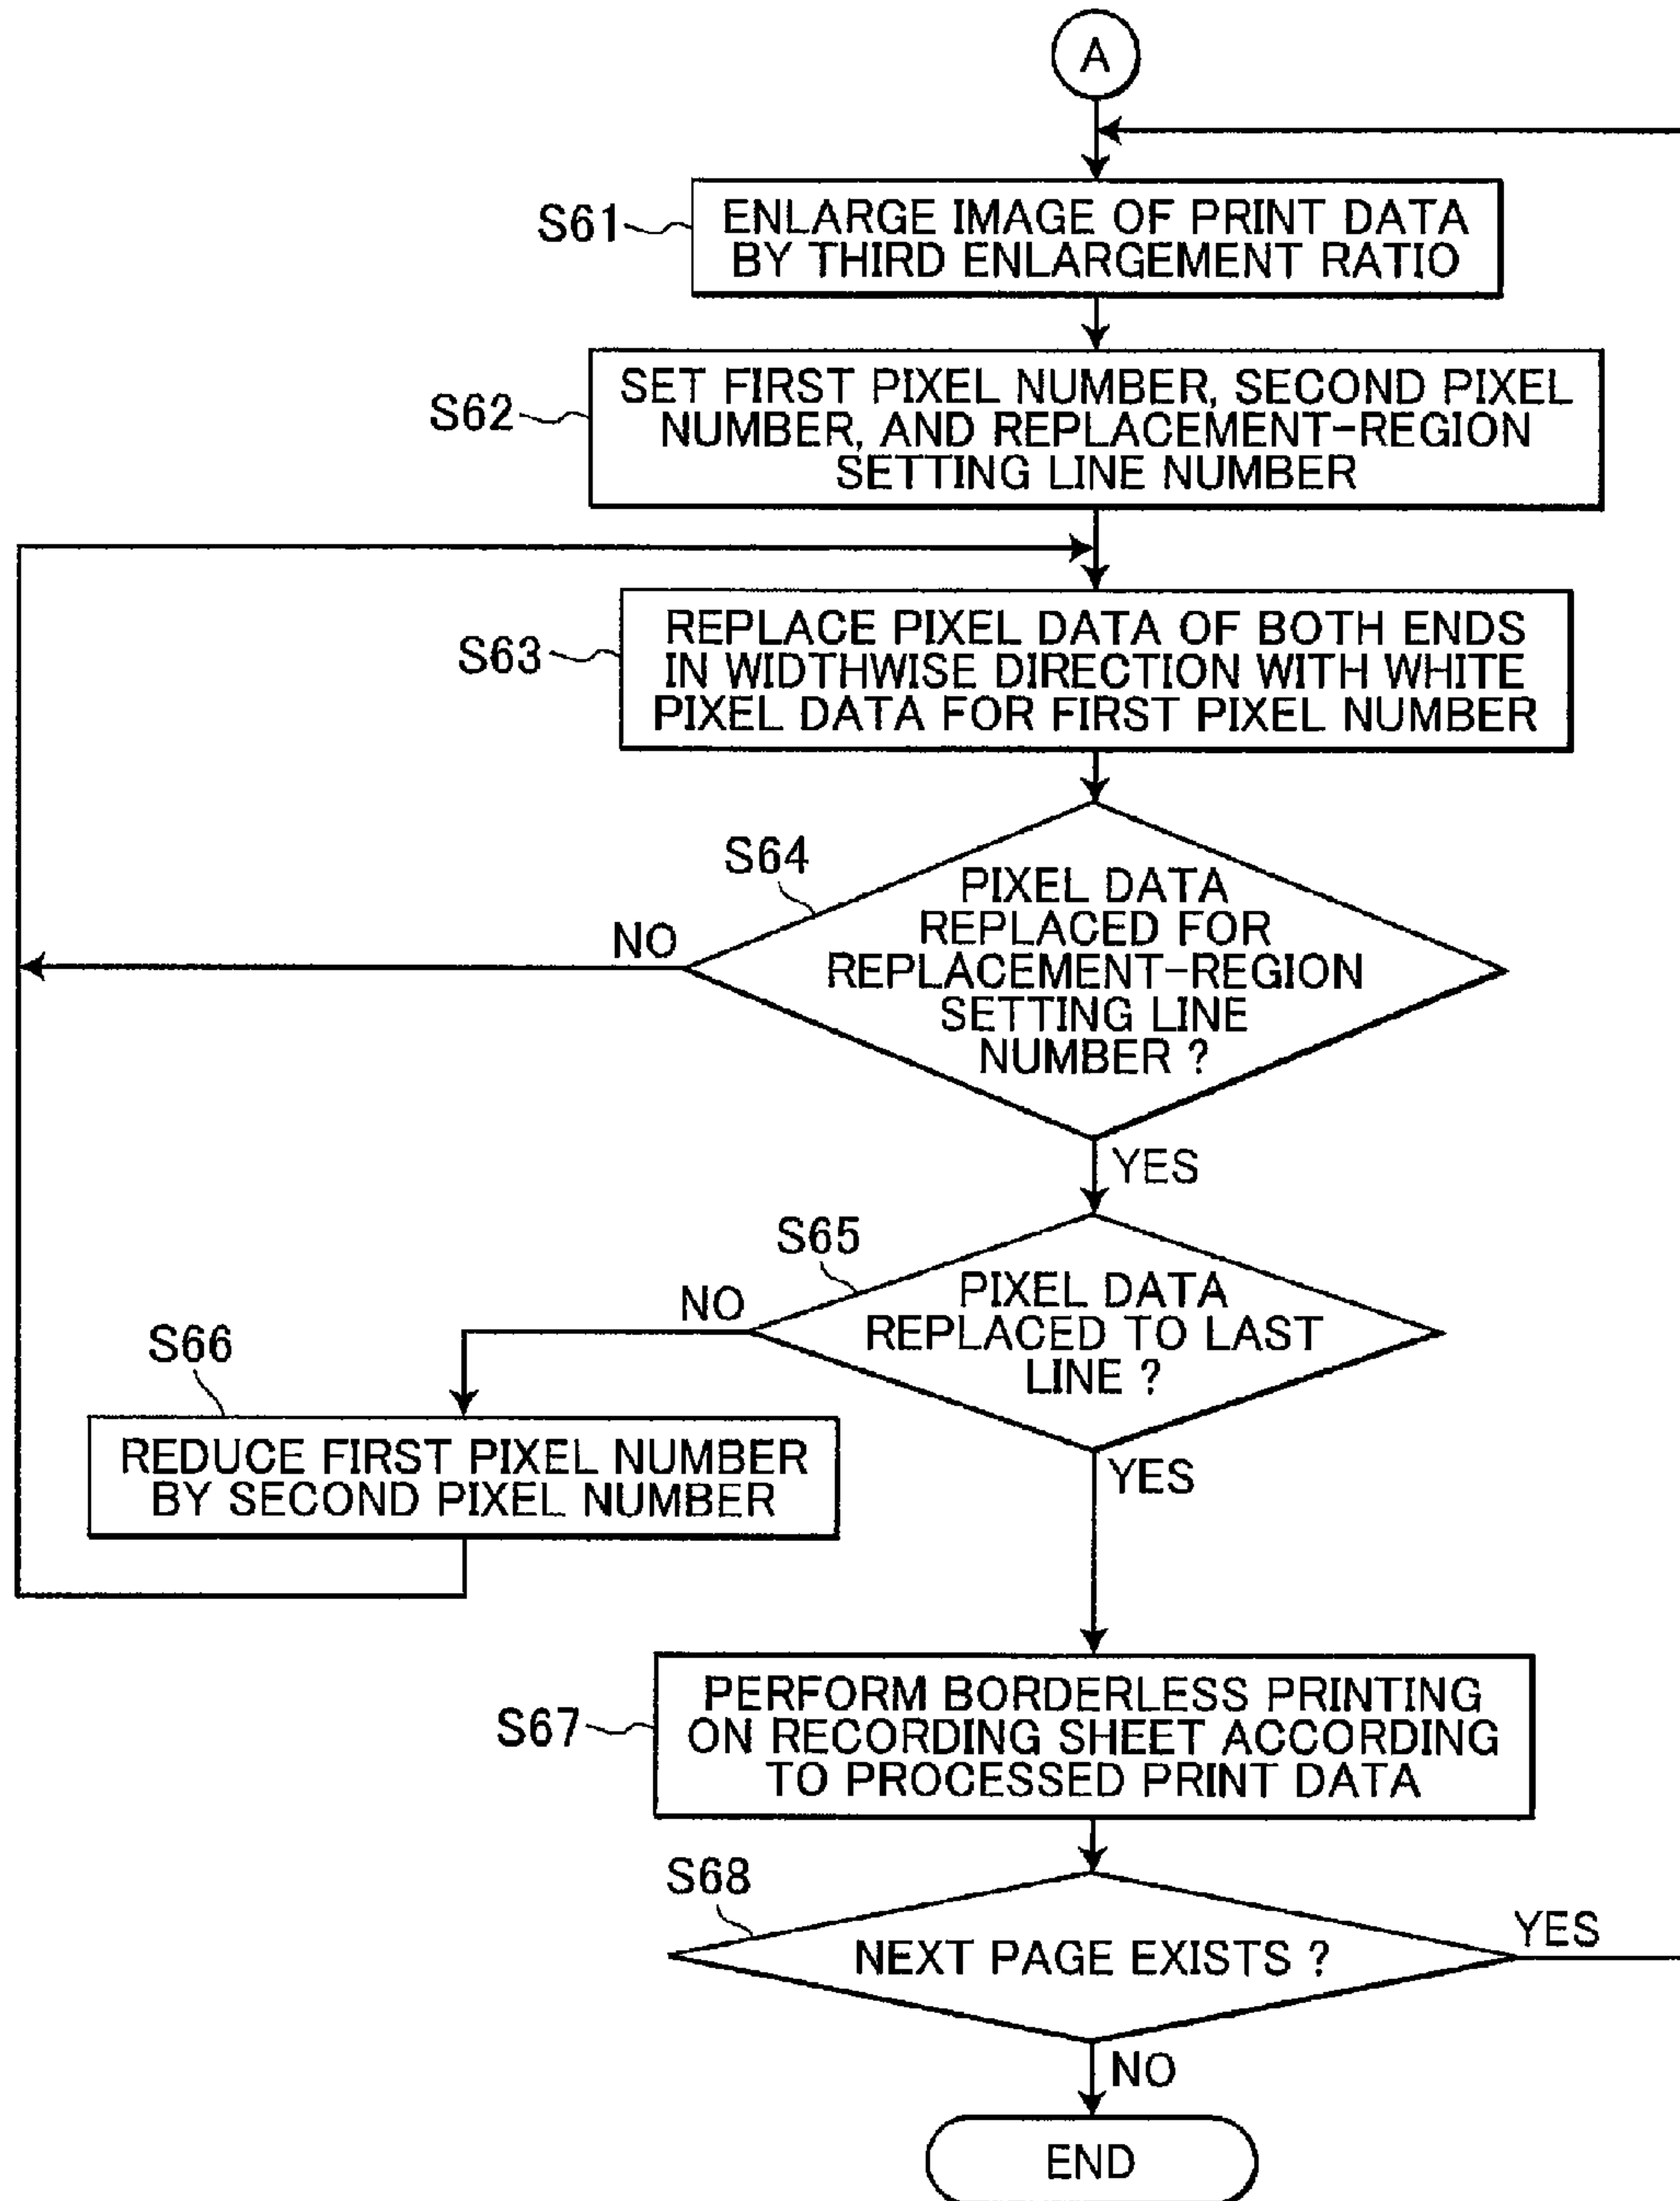 A
S61
ENLARGE IMAGE OF PRINT DATA
BY THIRD ENLARGEMENT RATIO
S62
SET FIRST PIXEL NUMBER, SECOND PIXEL
NUMBER, AND REPLACEMENT-REGION
SETTING LINE NUMBER
S63
REPLACE PIXEL DATA OF BOTH ENDS
IN WIDTHWISE DIRECTION WITH WHITE
PIXEL DATA FOR FIRST PIXEL NUMBER
S64
PIXEL DATA
REPLACED FOR
REPLACEMENT-REGION
SETTING LINE
NUMBER ?
NO
YES
S65
PIXEL DATA
REPLACED TO LAST
LINE ?
NO
S66
REDUCE FIRST PIXEL NUMBER
BY SECOND PIXEL NUMBER
YES
S67
PERFORM BORDERLESS PRINTING
ON RECORDING SHEET ACCORDING
TO PROCESSED PRINT DATA
S68
NEXT PAGE EXISTS ?
YES
NO
END